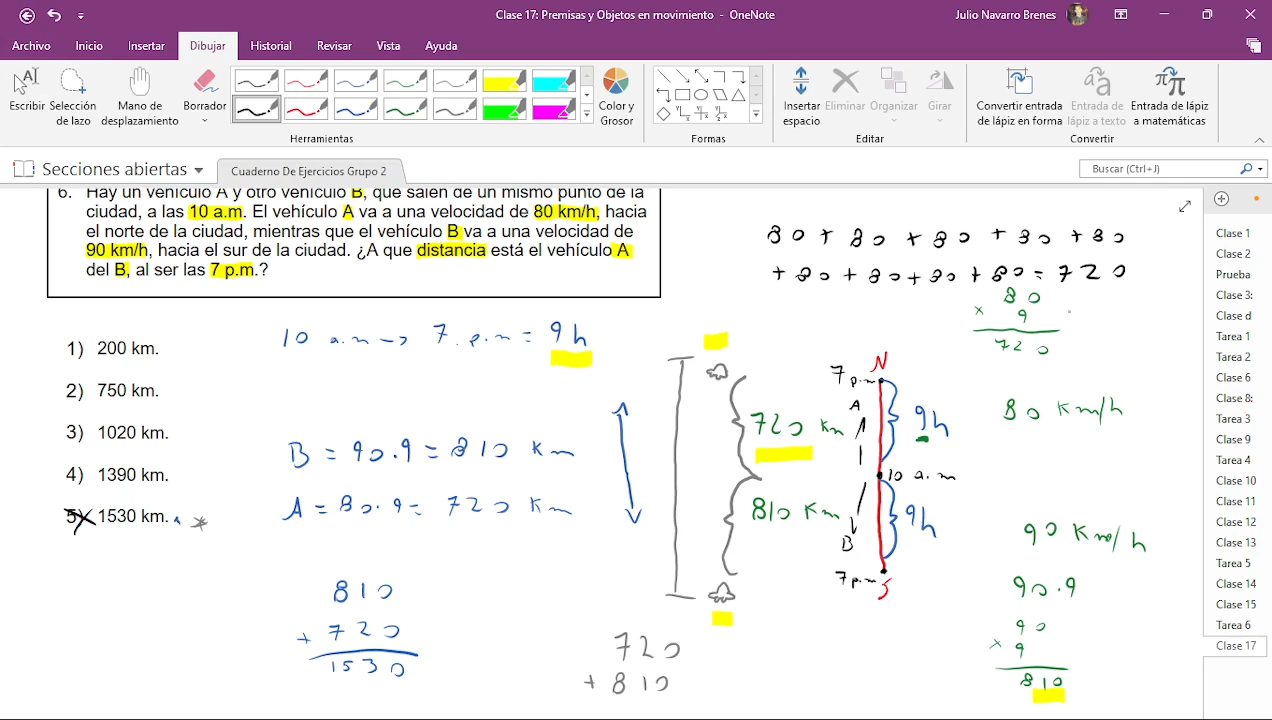 Clase 17: Premisas y Objetos en movimiento - OneNote
Julio Navarro Brenes
Archivo Inicio Insertar Dibujar Historial Revisar Vista Ayuda
Escribir
Selección de lazo
Mano de desplazamiento
Borrador
Color y Grosor
Insertar espacio
Eliminar
Organizar
Girar
Convertir entrada de lápiz en forma
Entrada de lápiz a texto
Entrada de lápiz a matemáticas
Herramientas
Formas
Editar
Convertir
Secciones abiertas
Cuaderno De Ejercicios Grupo 2
Buscar (Ctrl+J)
6. Hay un vehículo A y otro vehículo B, que salen de un mismo punto de la
ciudad, a las 10 a.m. El vehículo A va a una velocidad de 80 km/h, hacia
el norte de la ciudad, mientras que el vehículo B va a una velocidad de
90 km/h, hacia el sur de la ciudad. ¿A que distancia está el vehículo A
del B, al ser las 7 p.m.?
1) 200 km.
2) 750 km.
3) 1020 km.
4) 1390 km.
5) 1530 km.
10 a.m → 7 p.m = 9h
B = 90.9 = 810 km
A = 80.9 = 720 km
810
+ 720
1530
720 km
810 km
720
+ 810
N
7 p.m
A
9h
10 a.m
9h
B
7 p.m
S
80 + 80 + 80 + 80 + 80
+ 80 + 80 + 80 + 80 = 720
80
× 9
720
80 km/h
90 km/h
90.9
90
× 9
810
Clase 1
Clase 2
Prueba
Clase 3:
Clase d
Tarea 1
Tarea 2
Clase 6
Clase 8:
Tarea 3
Clase 9
Tarea 4
Clase 10
Clase 11
Clase 12
Clase 13
Tarea 5
Clase 14
Clase 15
Tarea 6
Clase 17